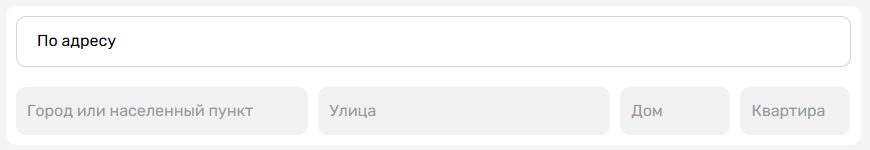 По адресу
Город или населенный пункт Улица Дом Квартира